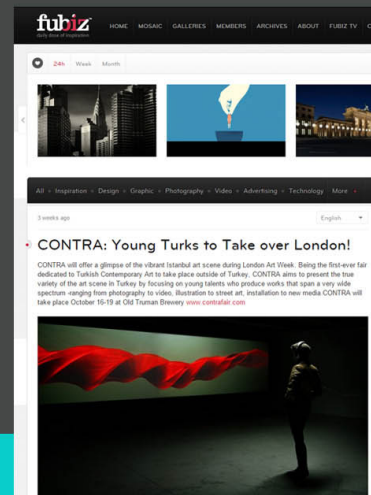 fubiz
daily dose of inspiration
HOME MOSAIC GALLERIES MEMBERS ARCHIVES ABOUT FUBIZ TV C
24h Week Month
All + Inspiration + Design + Graphic + Photography + Video + Advertising + Technology More +
3 weeks ago
English
CONTRA: Young Turks to Take over London!
CONTRA will offer a glimpse of the vibrant Istanbul art scene during London Art Week. Being the first-ever fair
dedicated to Turkish Contemporary Art to take place outside of Turkey, CONTRA aims to present the true
variety of the art scene in Turkey by focusing on young talents who produce works that span a very wide
spectrum -ranging from photography to video, illustration to street art, installation to new media.CONTRA will
take place October 16-19 at Old Truman Brewery www.contrafair.com